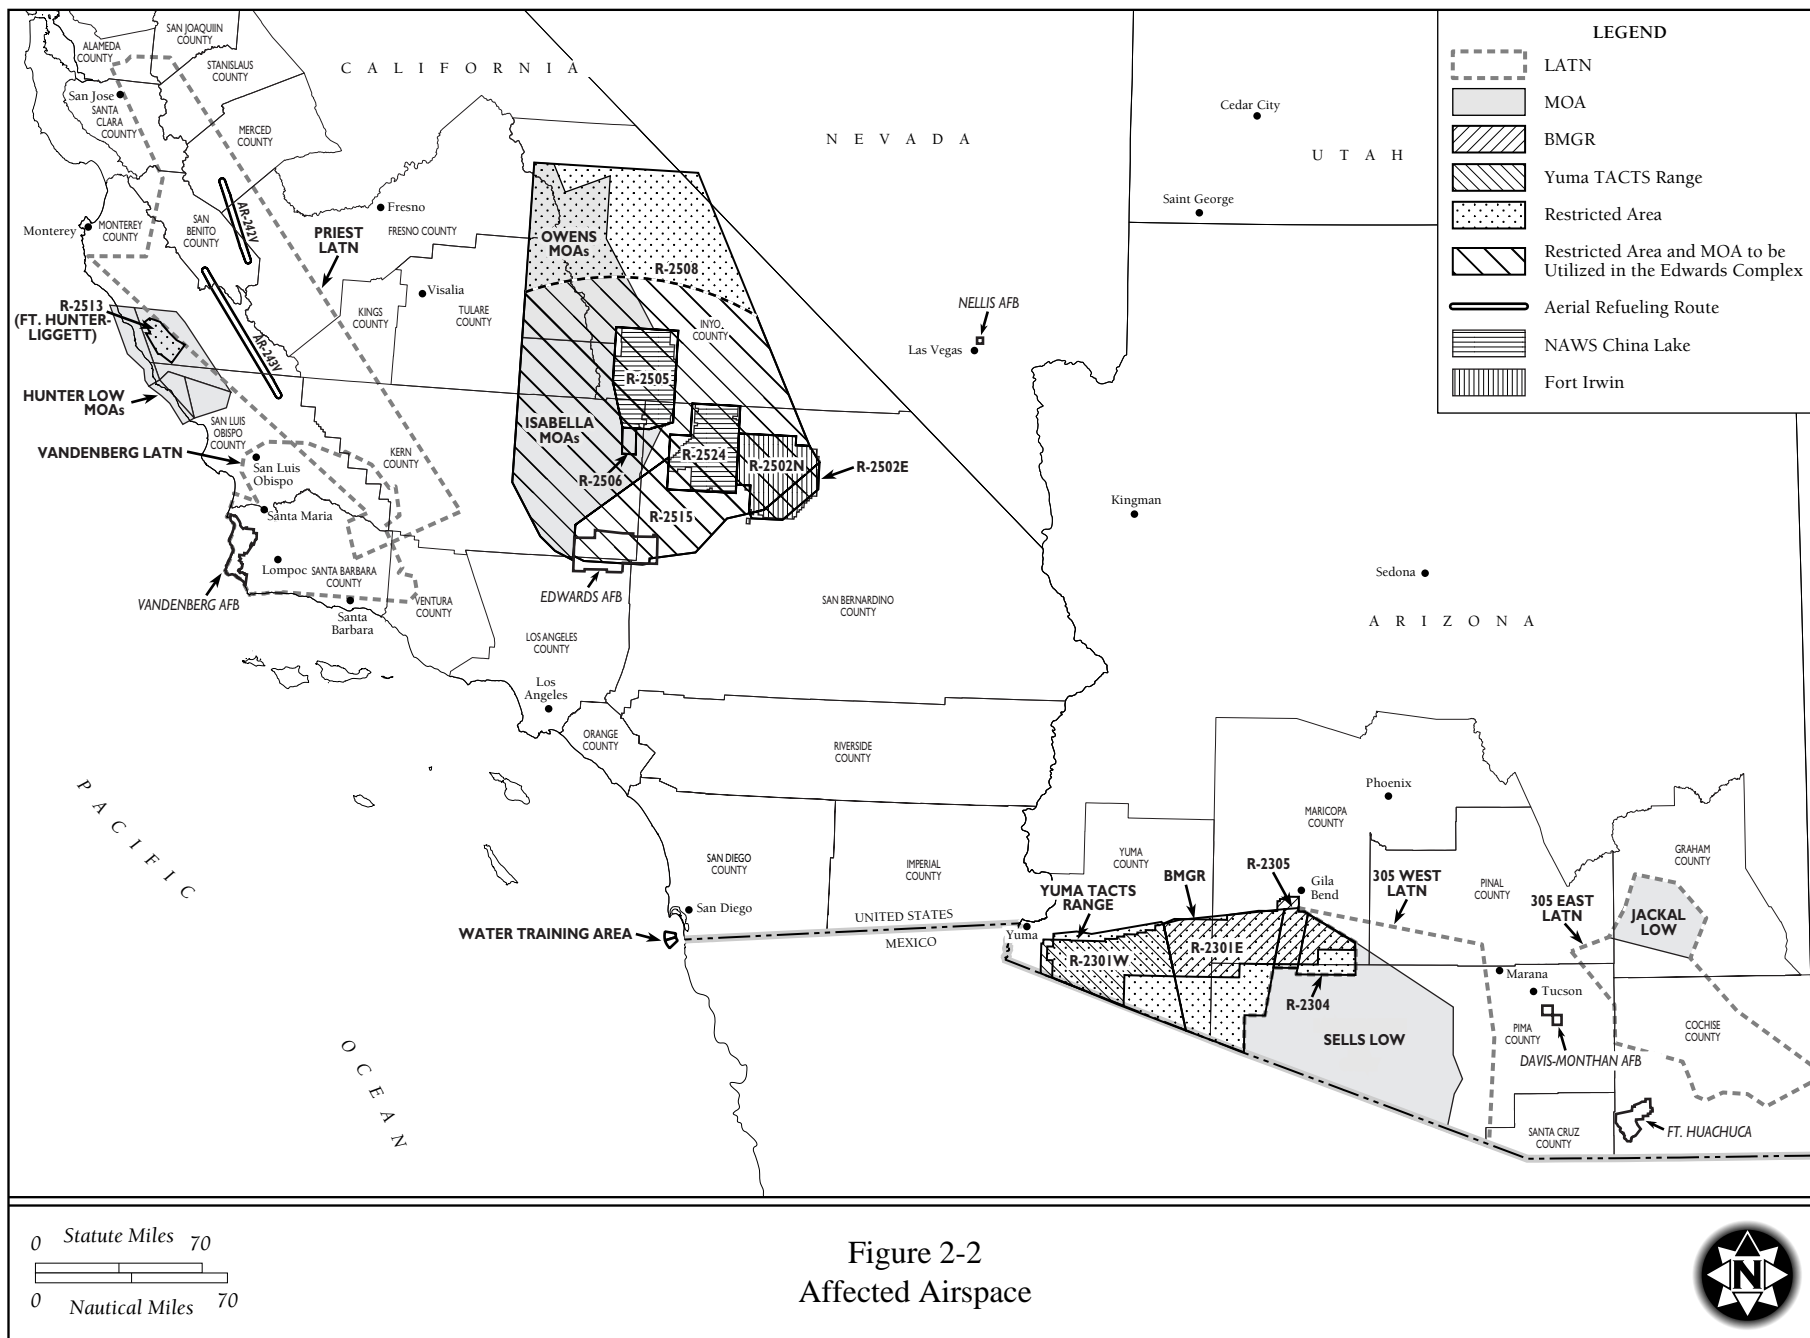 LEGEND
LATN
MOA
BMGR
Yuma TACTS Range
Restricted Area
Restricted Area and MOA to be
Utilized in the Edwards Complex
Aerial Refueling Route
NAWS China Lake
Fort Irwin
CALIFORNIA
NEVADA
UTAH
ARIZONA
SAN JOAQUIN
COUNTY
ALAMEDA
COUNTY
STANISLAUS
COUNTY
San Jose
SANTA
CLARA
COUNTY
MERCED
COUNTY
Cedar City
Saint George
Fresno
FRESNO COUNTY
Monterey
MONTEREY
COUNTY
SAN
BENITO
COUNTY
AR-242V
PRIEST
LATN
OWENS
MOAs
R-2508
Visalia
TULARE
COUNTY
KINGS
COUNTY
INYO
COUNTY
NELLIS AFB
Las Vegas
R-2513
(FT. HUNTER-
LIGGETT)
AR-243V
HUNTER LOW
MOAs
R-2505
ISABELLA
MOAs
SAN LUIS
OBISPO
COUNTY
VANDENBERG LATN
San Luis
Obispo
KERN
COUNTY
R-2524
R-2502N
R-2502E
R-2506
R-2515
Kingman
Santa Maria
Lompoc
SANTA BARBARA
COUNTY
VANDENBERG AFB
Santa
Barbara
VENTURA
COUNTY
EDWARDS AFB
SAN BERNARDINO
COUNTY
Sedona
LOS ANGELES
COUNTY
Los
Angeles
ORANGE
COUNTY
RIVERSIDE
COUNTY
PACIFIC
OCEAN
Phoenix
MARICOPA
COUNTY
SAN DIEGO
COUNTY
IMPERIAL
COUNTY
YUMA
COUNTY
GRAHAM
COUNTY
R-2305
BMGR
Gila
Bend
305 WEST
LATN
PINAL
COUNTY
YUMA TACTS
RANGE
305 EAST
LATN
JACKAL
LOW
San Diego
UNITED STATES
MEXICO
WATER TRAINING AREA
Yuma
R-2301W
R-2301E
Marana
Tucson
R-2304
SELLS LOW
PIMA
COUNTY
COCHISE
COUNTY
DAVIS-MONTHAN AFB
SANTA CRUZ
COUNTY
FT. HUACHUCA
0 Statute Miles 70
0 Nautical Miles 70
Figure 2-2
Affected Airspace
N